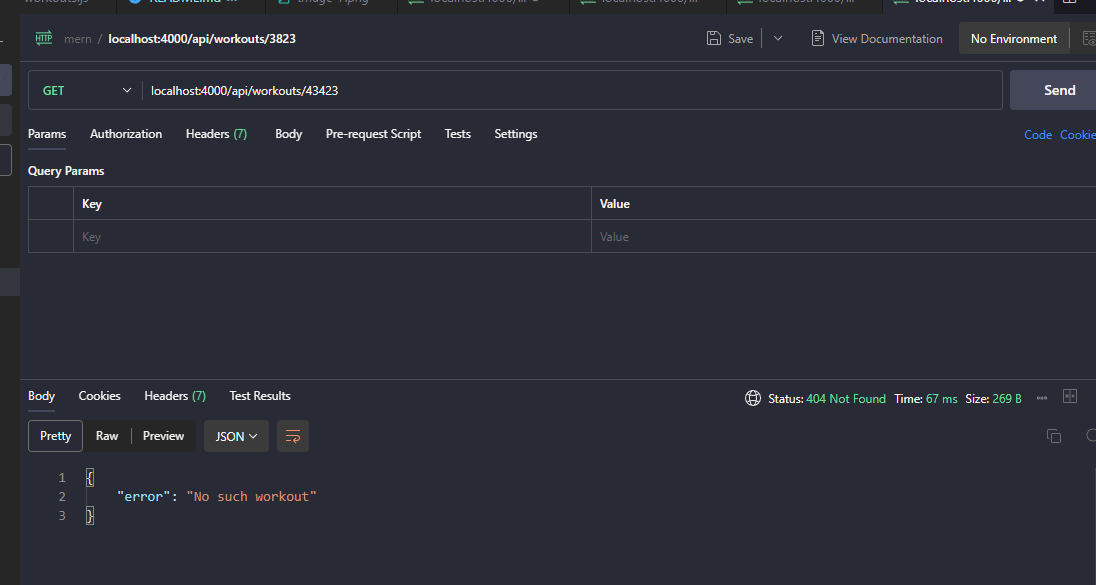 HTTP mern / localhost:4000/api/workouts/3823 Save View Documentation No Environment
GET localhost:4000/api/workouts/43423 Send
Params Authorization Headers (7) Body Pre-request Script Tests Settings Code Cookie
Query Params
Key Value
Key Value
Body Cookies Headers (7) Test Results Status: 404 Not Found Time: 67 ms Size: 269 B
Pretty Raw Preview JSON
1 {
2 "error": "No such workout"
3 }